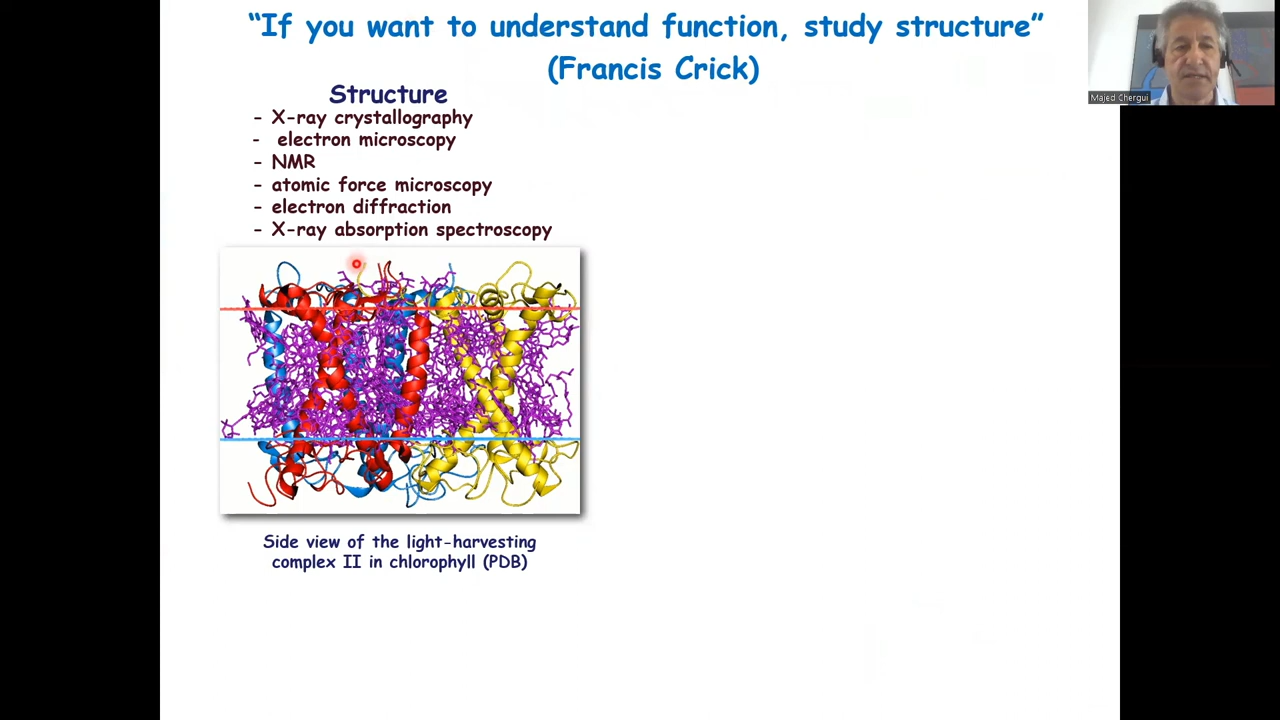 “If you want to understand function, study structure”
(Francis Crick)
Structure
- X-ray crystallography
- electron microscopy
- NMR
- atomic force microscopy
- electron diffraction
- X-ray absorption spectroscopy
Side view of the light-harvesting
complex II in chlorophyll (PDB)
Majed Chergui